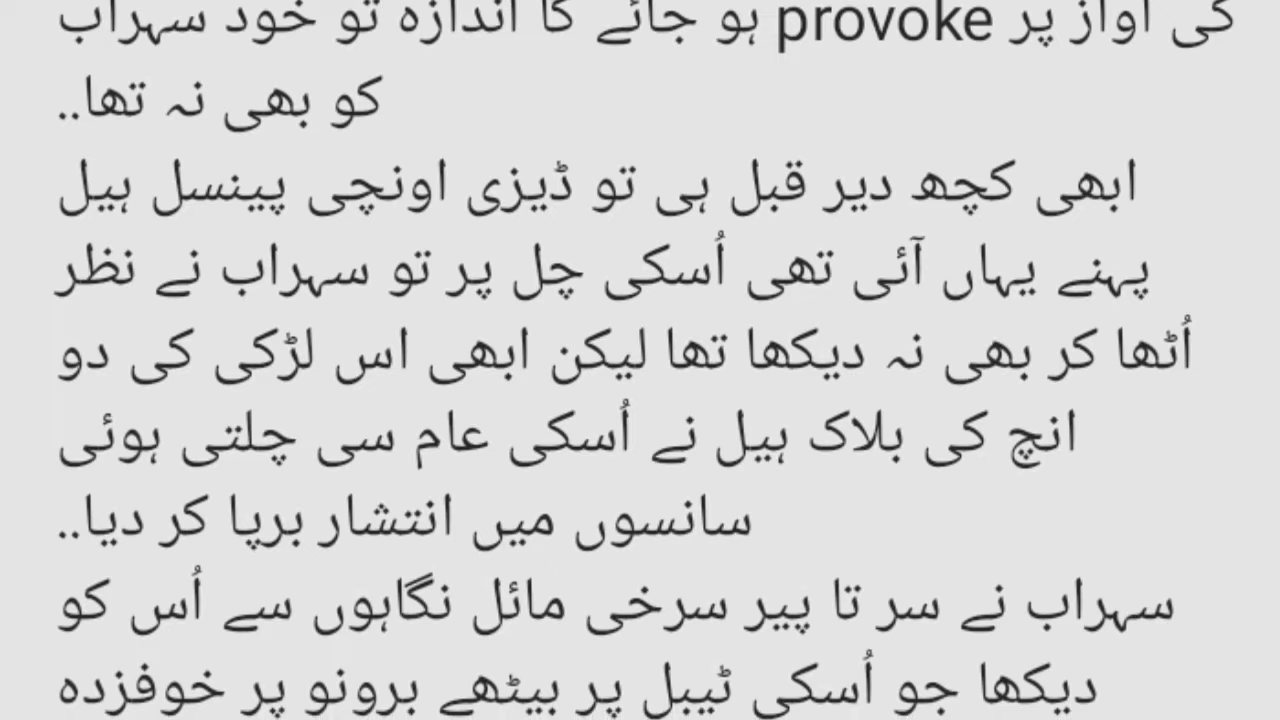 کی آواز پر provoke ہو جانے کا اندازہ تو خود سہراب
کو بھی نہ تھا..
ابھی کچھ دیر قبل ہی تو ڈیزی اونچی پینسل ہیل
پہنے یہاں آئی تھی اُسکی چل پر تو سہراب نے نظر
اُٹھا کر بھی نہ دیکھا تھا لیکن ابھی اس لڑکی کی دو
انچ کی بلاک ہیل نے اُسکی عام سی چلتی ہوئی
سانسوں میں انتشار برپا کر دیا..
سہراب نے سر تا پیر سرخی مائل نگاہوں سے اُس کو
دیکھا جو اُسکی ٹیبل پر بیٹھے برونو پر خوفزدہ